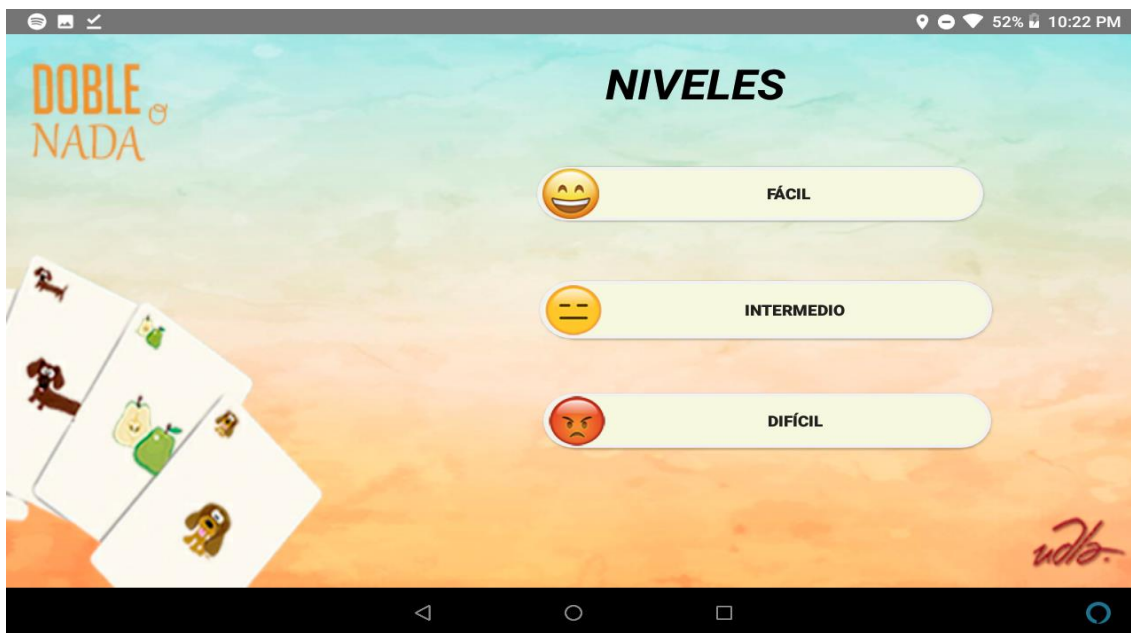 52% 10:22 PM
DOBLE o
NADA
NIVELES
FÁCIL
INTERMEDIO
DIFÍCIL
udla-